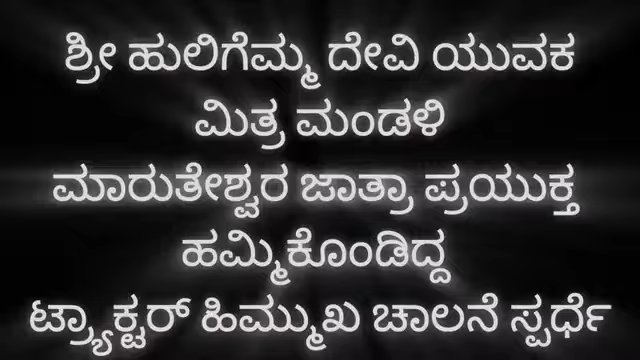 ಶ್ರೀ ಹುಲಿಗೆಮ್ಮ ದೇವಿ ಯುವಕ
ಮಿತ್ರ ಮಂಡಳಿ
ಮಾರುತೇಶ್ವರ ಜಾತ್ರಾ ಪ್ರಯುಕ್ತ
ಹಮ್ಮಿಕೊಂಡಿದ್ದ
ಟ್ರ್ಯಾಕ್ಟರ್ ಹಿಮ್ಮುಖ ಚಾಲನೆ ಸ್ಪರ್ಧೆ